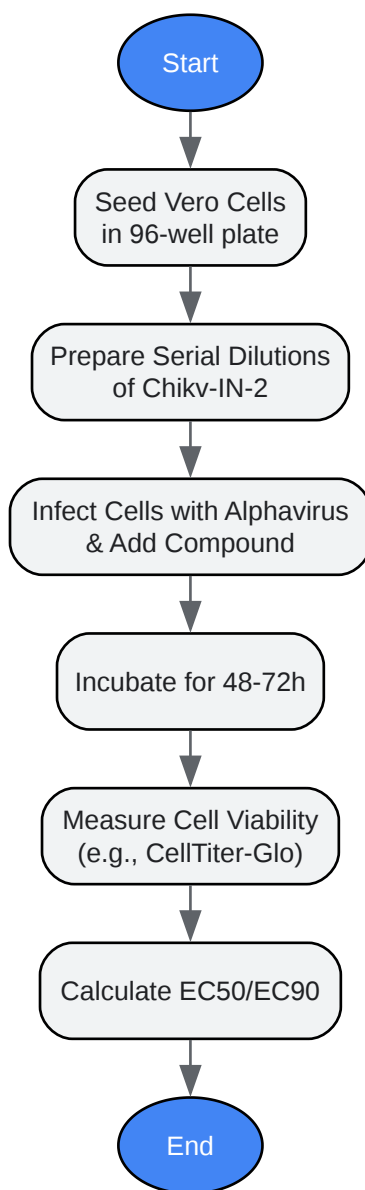 Start
Seed Vero Cells
in 96-well plate
Prepare Serial Dilutions
of Chikv-IN-2
Infect Cells with Alphavirus
& Add Compound
Incubate for 48-72h
Measure Cell Viability
(e.g., CellTiter-Glo)
Calculate EC50/EC90
End